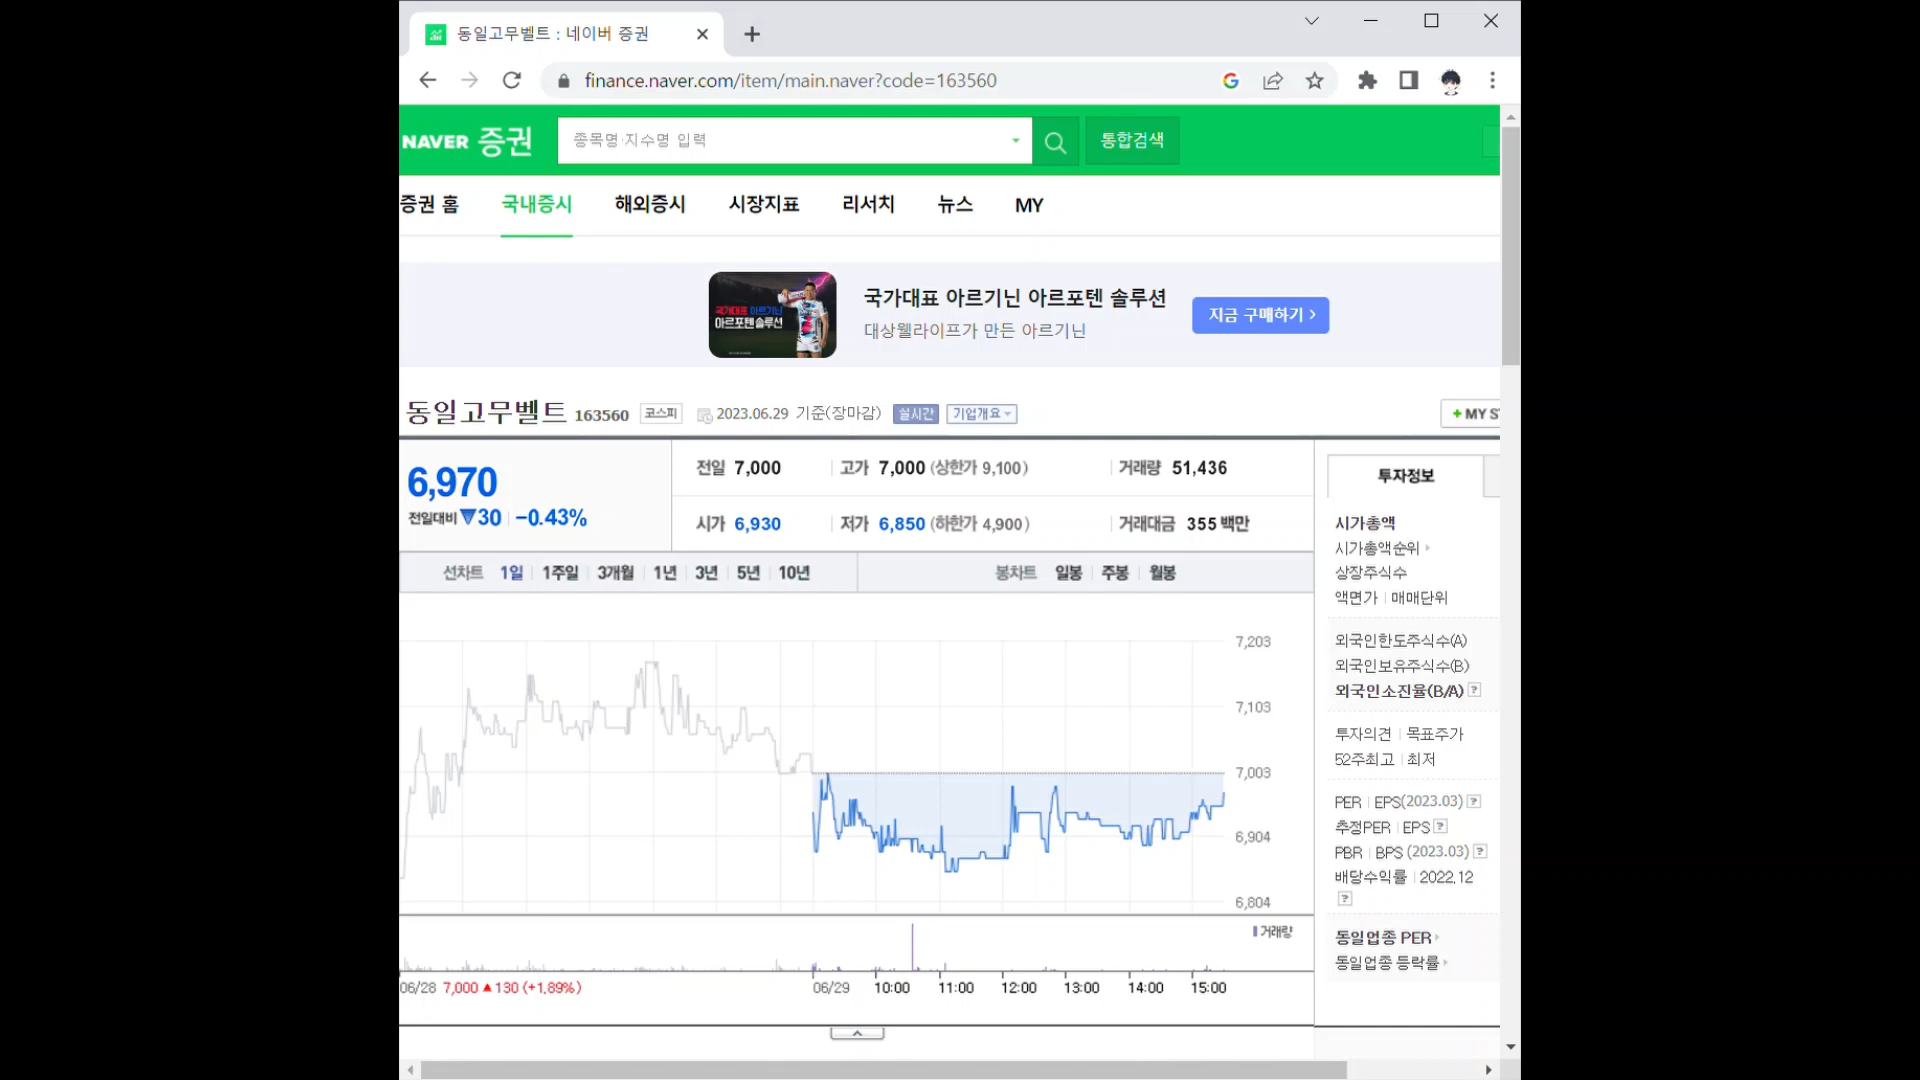 동일고무벨트 : 네이버 증권
finance.naver.com/item/main.naver?code=163560
NAVER 증권 종목명·지수명 입력 통합검색
증권 홈 국내증시 해외증시 시장지표 리서치 뉴스 MY
국가대표 아르기닌
아르포텐솔루션
국가대표 아르기닌 아르포텐 솔루션
대상웰라이프가 만든 아르기닌
지금 구매하기
동일고무벨트 163560 코스피 2023.06.29 기준(장마감) 실시간 기업개요
+ MY S
6,970
전일대비 ▼30 -0.43%
전일 7,000 고가 7,000 (상한가 9,100) 거래량 51,436
시가 6,930 저가 6,850 (하한가 4,900) 거래대금 355 백만
선차트 1일 1주일 3개월 1년 3년 5년 10년 봉차트 일봉 주봉 월봉
7,203
7,103
7,003
6,904
6,804
거래량
06/28 7,000 ▲130 (+1.89%) 06/29 10:00 11:00 12:00 13:00 14:00 15:00
투자정보
시가총액
시가총액순위
상장주식수
액면가 | 매매단위
외국인한도주식수(A)
외국인보유주식수(B)
외국인소진율(B/A) ?
투자의견 | 목표주가
52주최고 | 최저
PER | EPS(2023.03) ?
추정PER | EPS ?
PBR | BPS (2023.03) ?
배당수익률 | 2022.12
?
동일업종 PER
동일업종 등락률